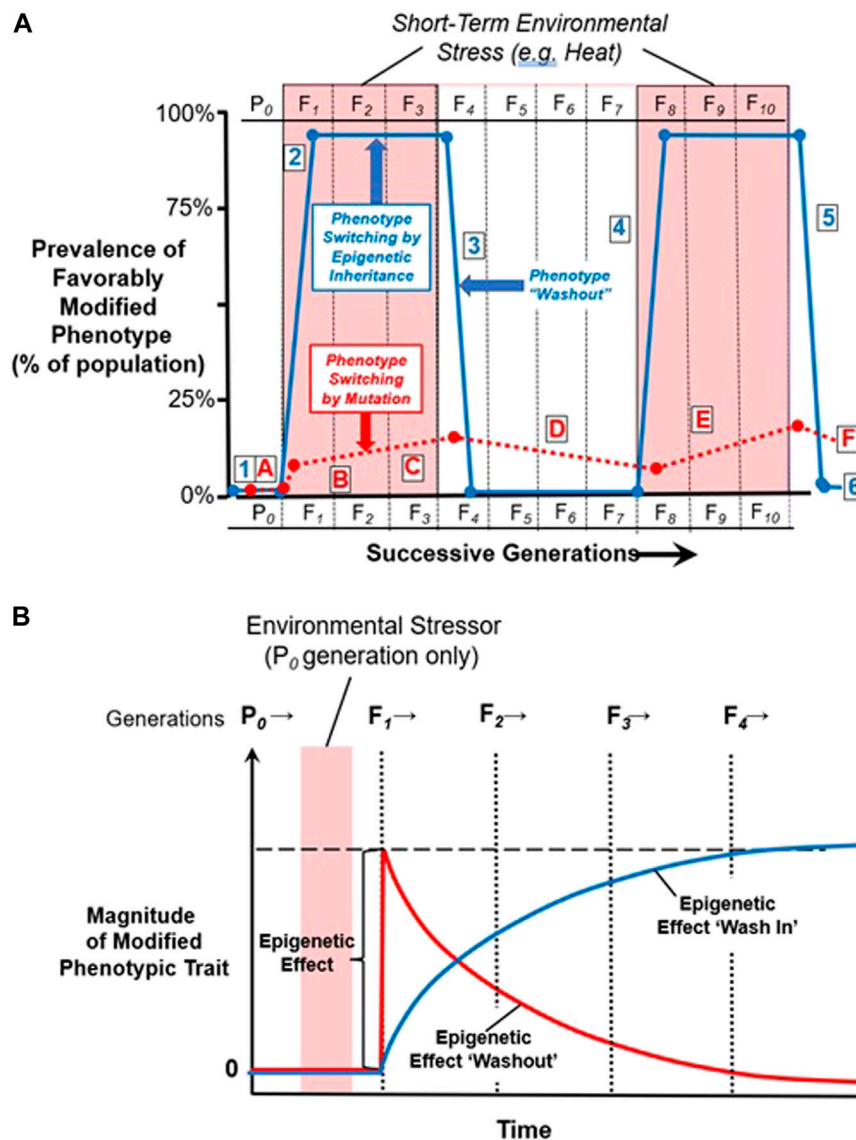 A
Short-Term Environmental
Stress (e.g. Heat)
P0 F1 F2 F3 F4 F5 F6 F7 F8 F9 F10
100%
75%
25%
0%
Prevalence of
Favorably
Modified
Phenotype
(% of population)
2
Phenotype
Switching by
Epigenetic
Inheritance
3
Phenotype
"Washout"
4
5
Phenotype
Switching
by Mutation
1 A
B
C
D
E
F
6
P0 F1 F2 F3 F4 F5 F6 F7 F8 F9 F10
Successive Generations
B
Environmental Stressor
(P0 generation only)
Generations P0→ F1→ F2→ F3→ F4→
Magnitude
of Modified
Phenotypic Trait
Epigenetic
Effect
Epigenetic
Effect 'Wash In'
Epigenetic
Effect 'Washout'
0
Time